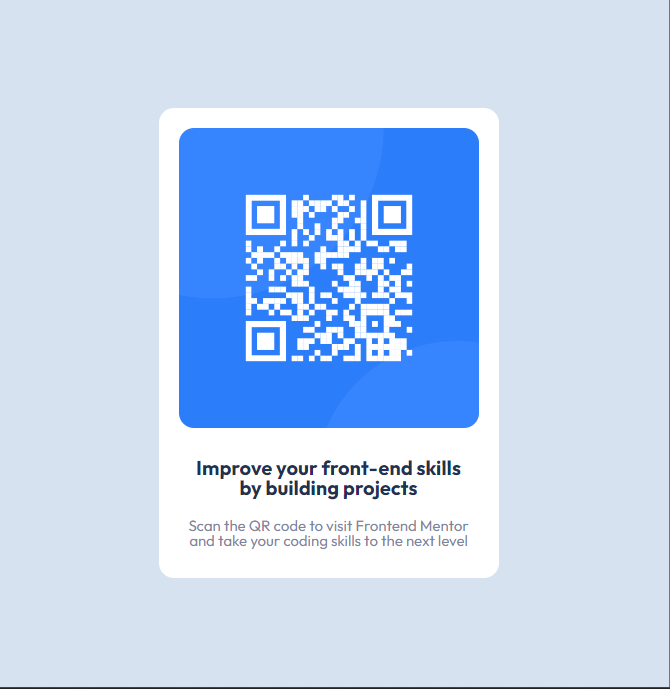 Improve your front-end skills
by building projects
Scan the QR code to visit Frontend Mentor
and take your coding skills to the next level